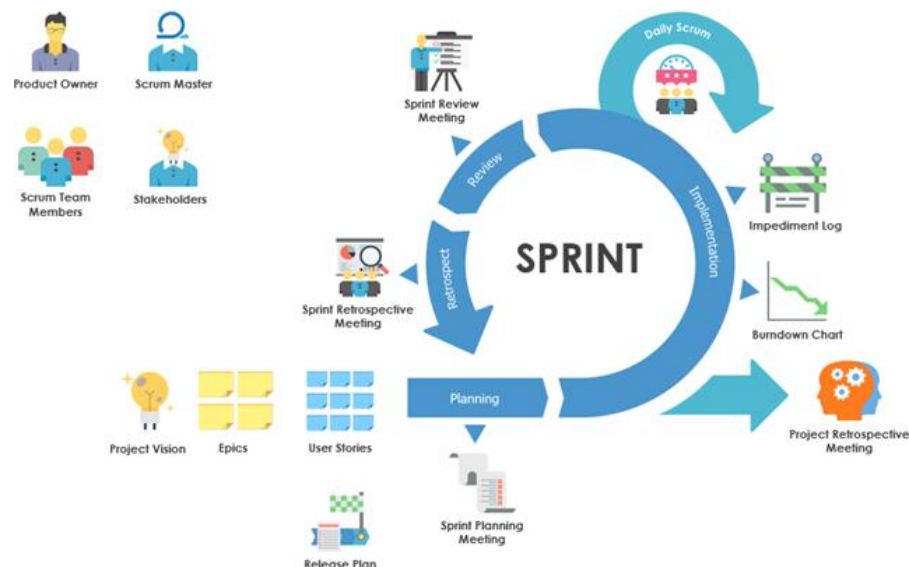 Product Owner
Scrum Master
Scrum Team
Members
Stakeholders
Sprint Review
Meeting
Daily Scrum
Review
Implementation
Impediment Log
SPRINT
Retrospect
Sprint Retrospective
Meeting
Burndown Chart
Project Vision
Epics
User Stories
Planning
Project Retrospective
Meeting
Sprint Planning
Meeting
Release Plan